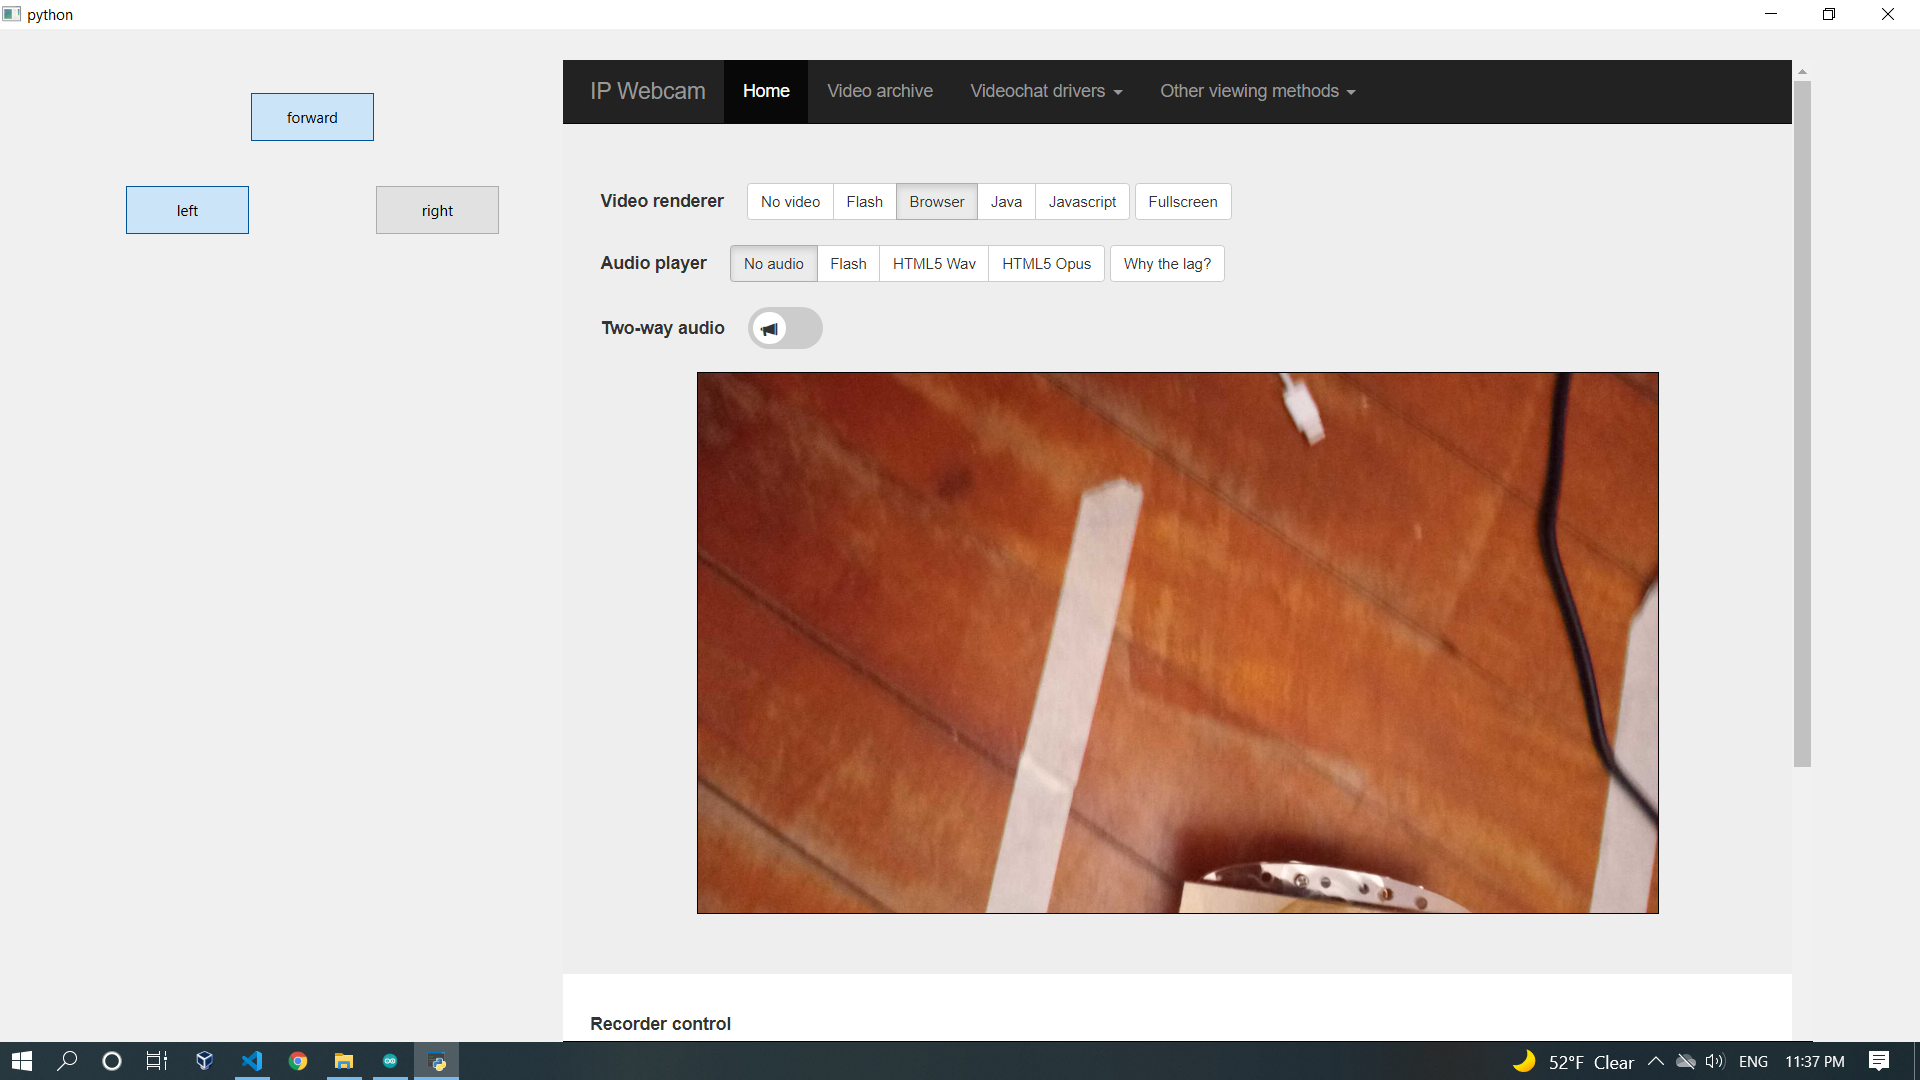 python
forward
left
right
IP Webcam Home Video archive Videochat drivers Other viewing methods
Video renderer No video Flash Browser Java Javascript Fullscreen
Audio player No audio Flash HTML5 Wav HTML5 Opus Why the lag?
Two-way audio
Recorder control
52°F Clear ENG 11:37 PM